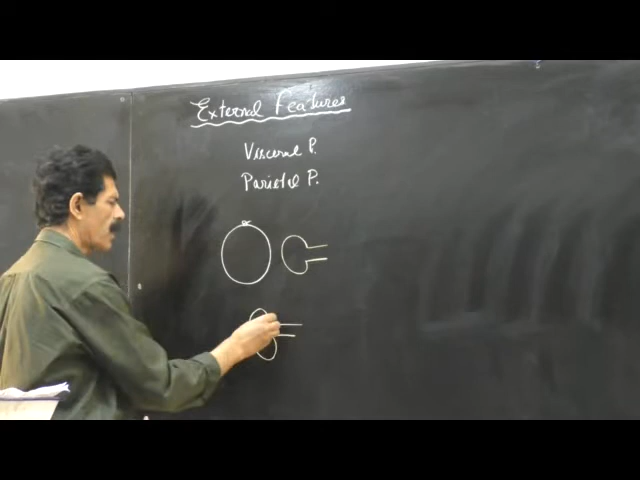 External Features
Visceral P.
Parietal P.